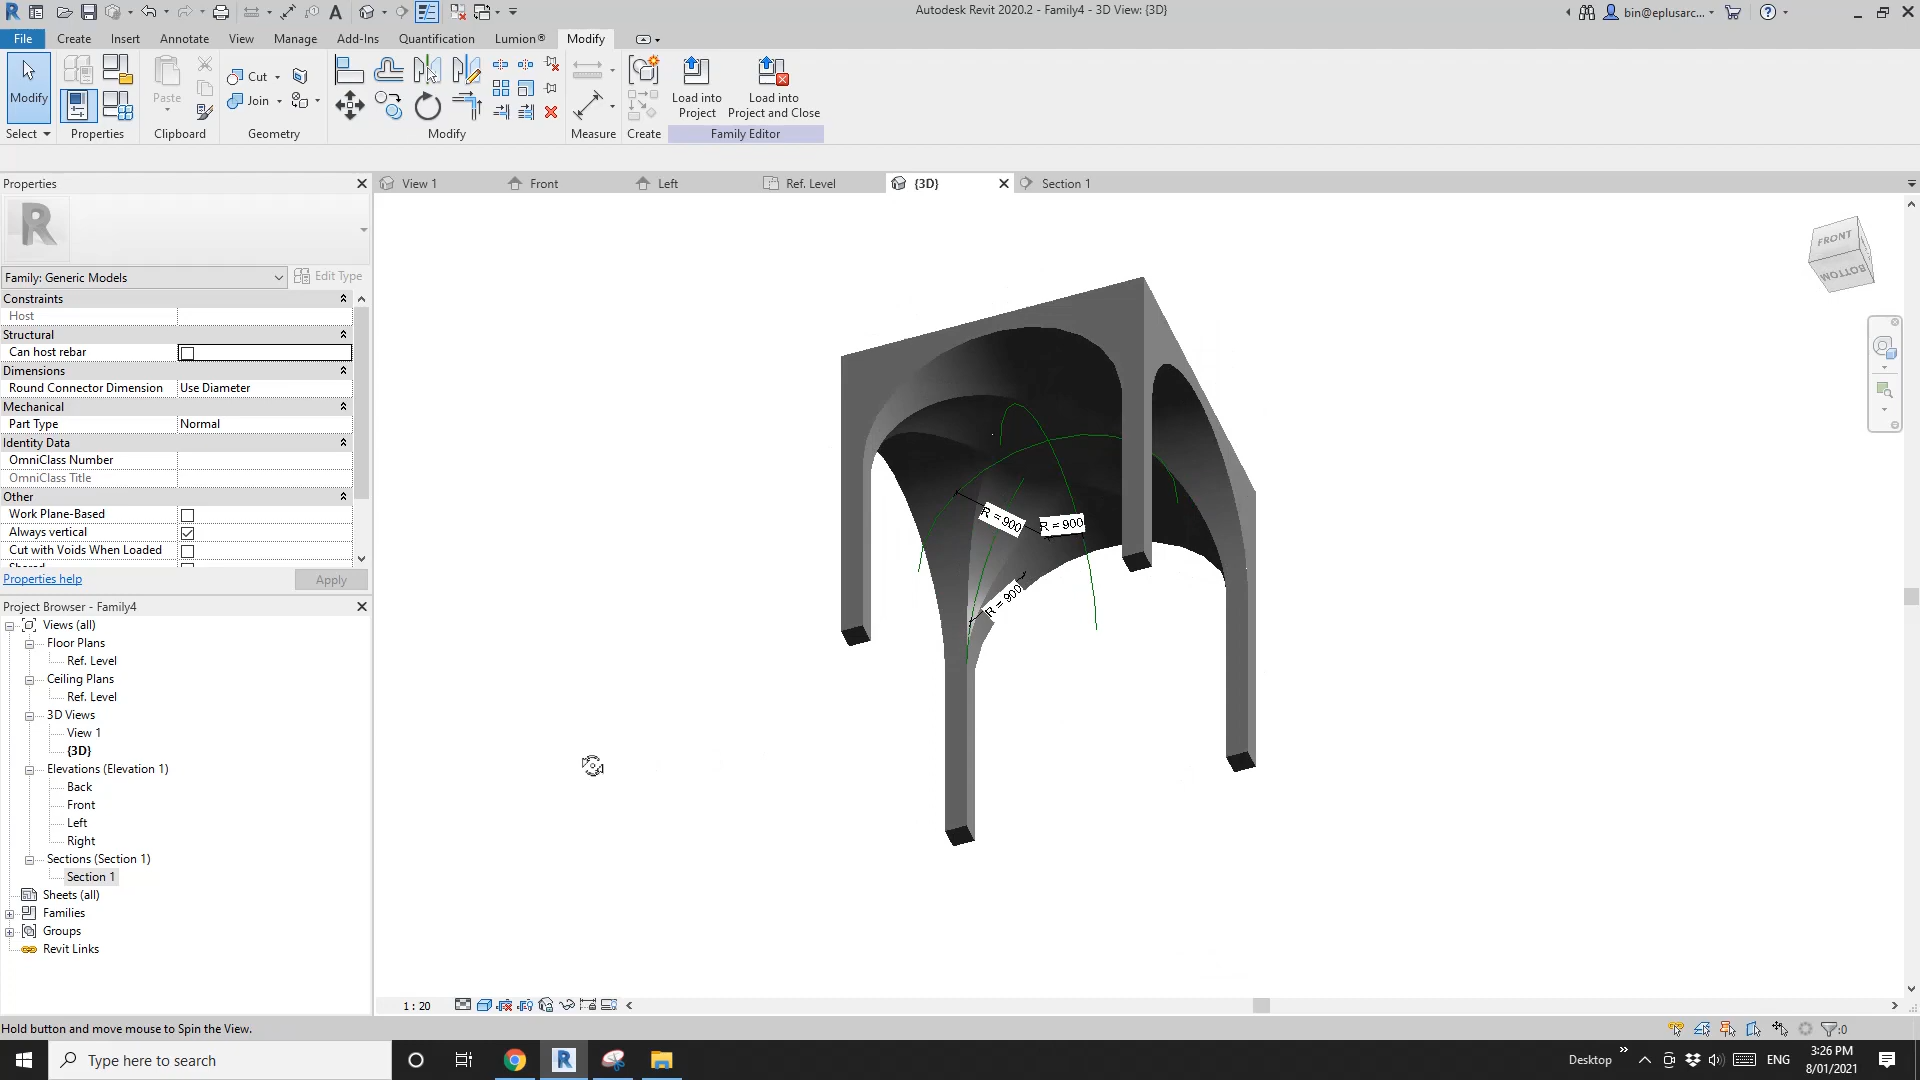 Autodesk Revit 2020.2 - Family4 - 3D View: {3D}
bin@eplusarc...
File Create Insert Annotate View Manage Add-Ins Quantification Lumion® Modify
Modify
Paste
Cut
Join
Load into Project
Load into Project and Close
Select Properties Clipboard Geometry Modify Measure Create Family Editor
Properties
View 1 Front Left Ref. Level {3D} Section 1
R
Family: Generic Models
Edit Type
Constraints
Host
Structural
Can host rebar
Dimensions
Round Connector Dimension Use Diameter
Mechanical
Part Type Normal
Identity Data
OmniClass Number
OmniClass Title
Other
Work Plane-Based
Always vertical
Cut with Voids When Loaded
Shared
Properties help
Apply
Project Browser - Family4
Views (all)
Floor Plans
Ref. Level
Ceiling Plans
Ref. Level
3D Views
View 1
{3D}
Elevations (Elevation 1)
Back
Front
Left
Right
Sections (Section 1)
Section 1
Sheets (all)
Families
Groups
Revit Links
FRONT
BOTTOM
R = 900
R = 900
R = 900
1 : 20
Hold button and move mouse to Spin the View.
:0
Type here to search
Desktop
ENG
3:26 PM
8/01/2021